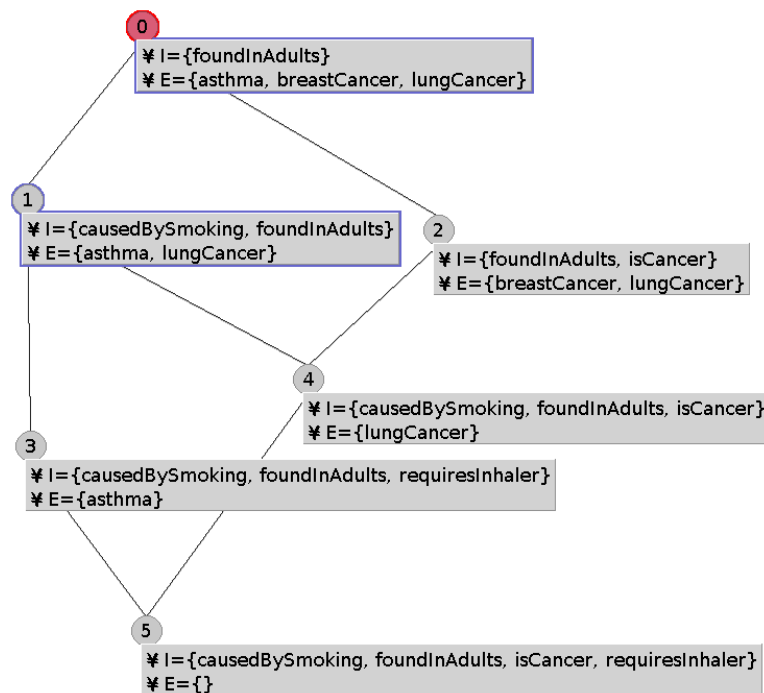 0
¥ I={foundInAdults}
¥ E={asthma, breastCancer, lungCancer}
1
¥ I={causedBySmoking, foundInAdults}
¥ E={asthma, lungCancer}
2
¥ I={foundInAdults, isCancer}
¥ E={breastCancer, lungCancer}
4
¥ I={causedBySmoking, foundInAdults, isCancer}
¥ E={lungCancer}
3
¥ I={causedBySmoking, foundInAdults, requiresInhaler}
¥ E={asthma}
5
¥ I={causedBySmoking, foundInAdults, isCancer, requiresInhaler}
¥ E={}